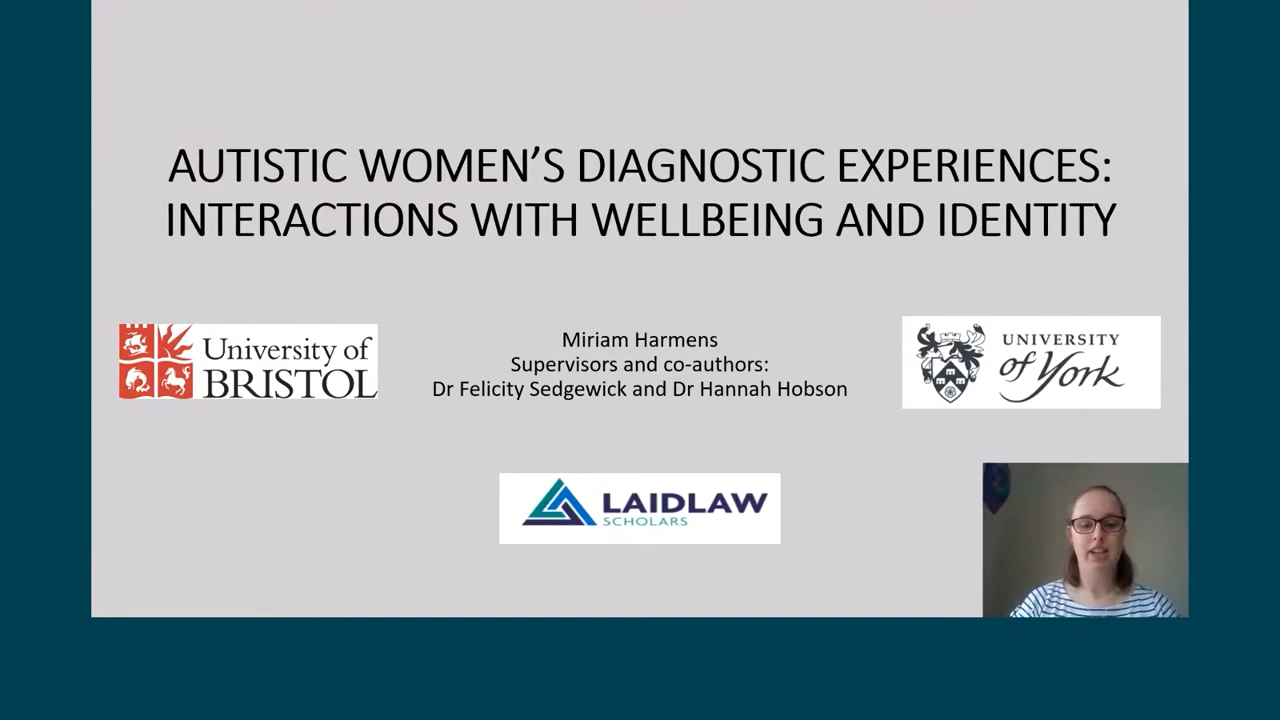 AUTISTIC WOMEN’S DIAGNOSTIC EXPERIENCES:
INTERACTIONS WITH WELLBEING AND IDENTITY
University of
BRISTOL
Miriam Harmens
Supervisors and co-authors:
Dr Felicity Sedgewick and Dr Hannah Hobson
UNIVERSITY
of York
LAIDLAW
SCHOLARS